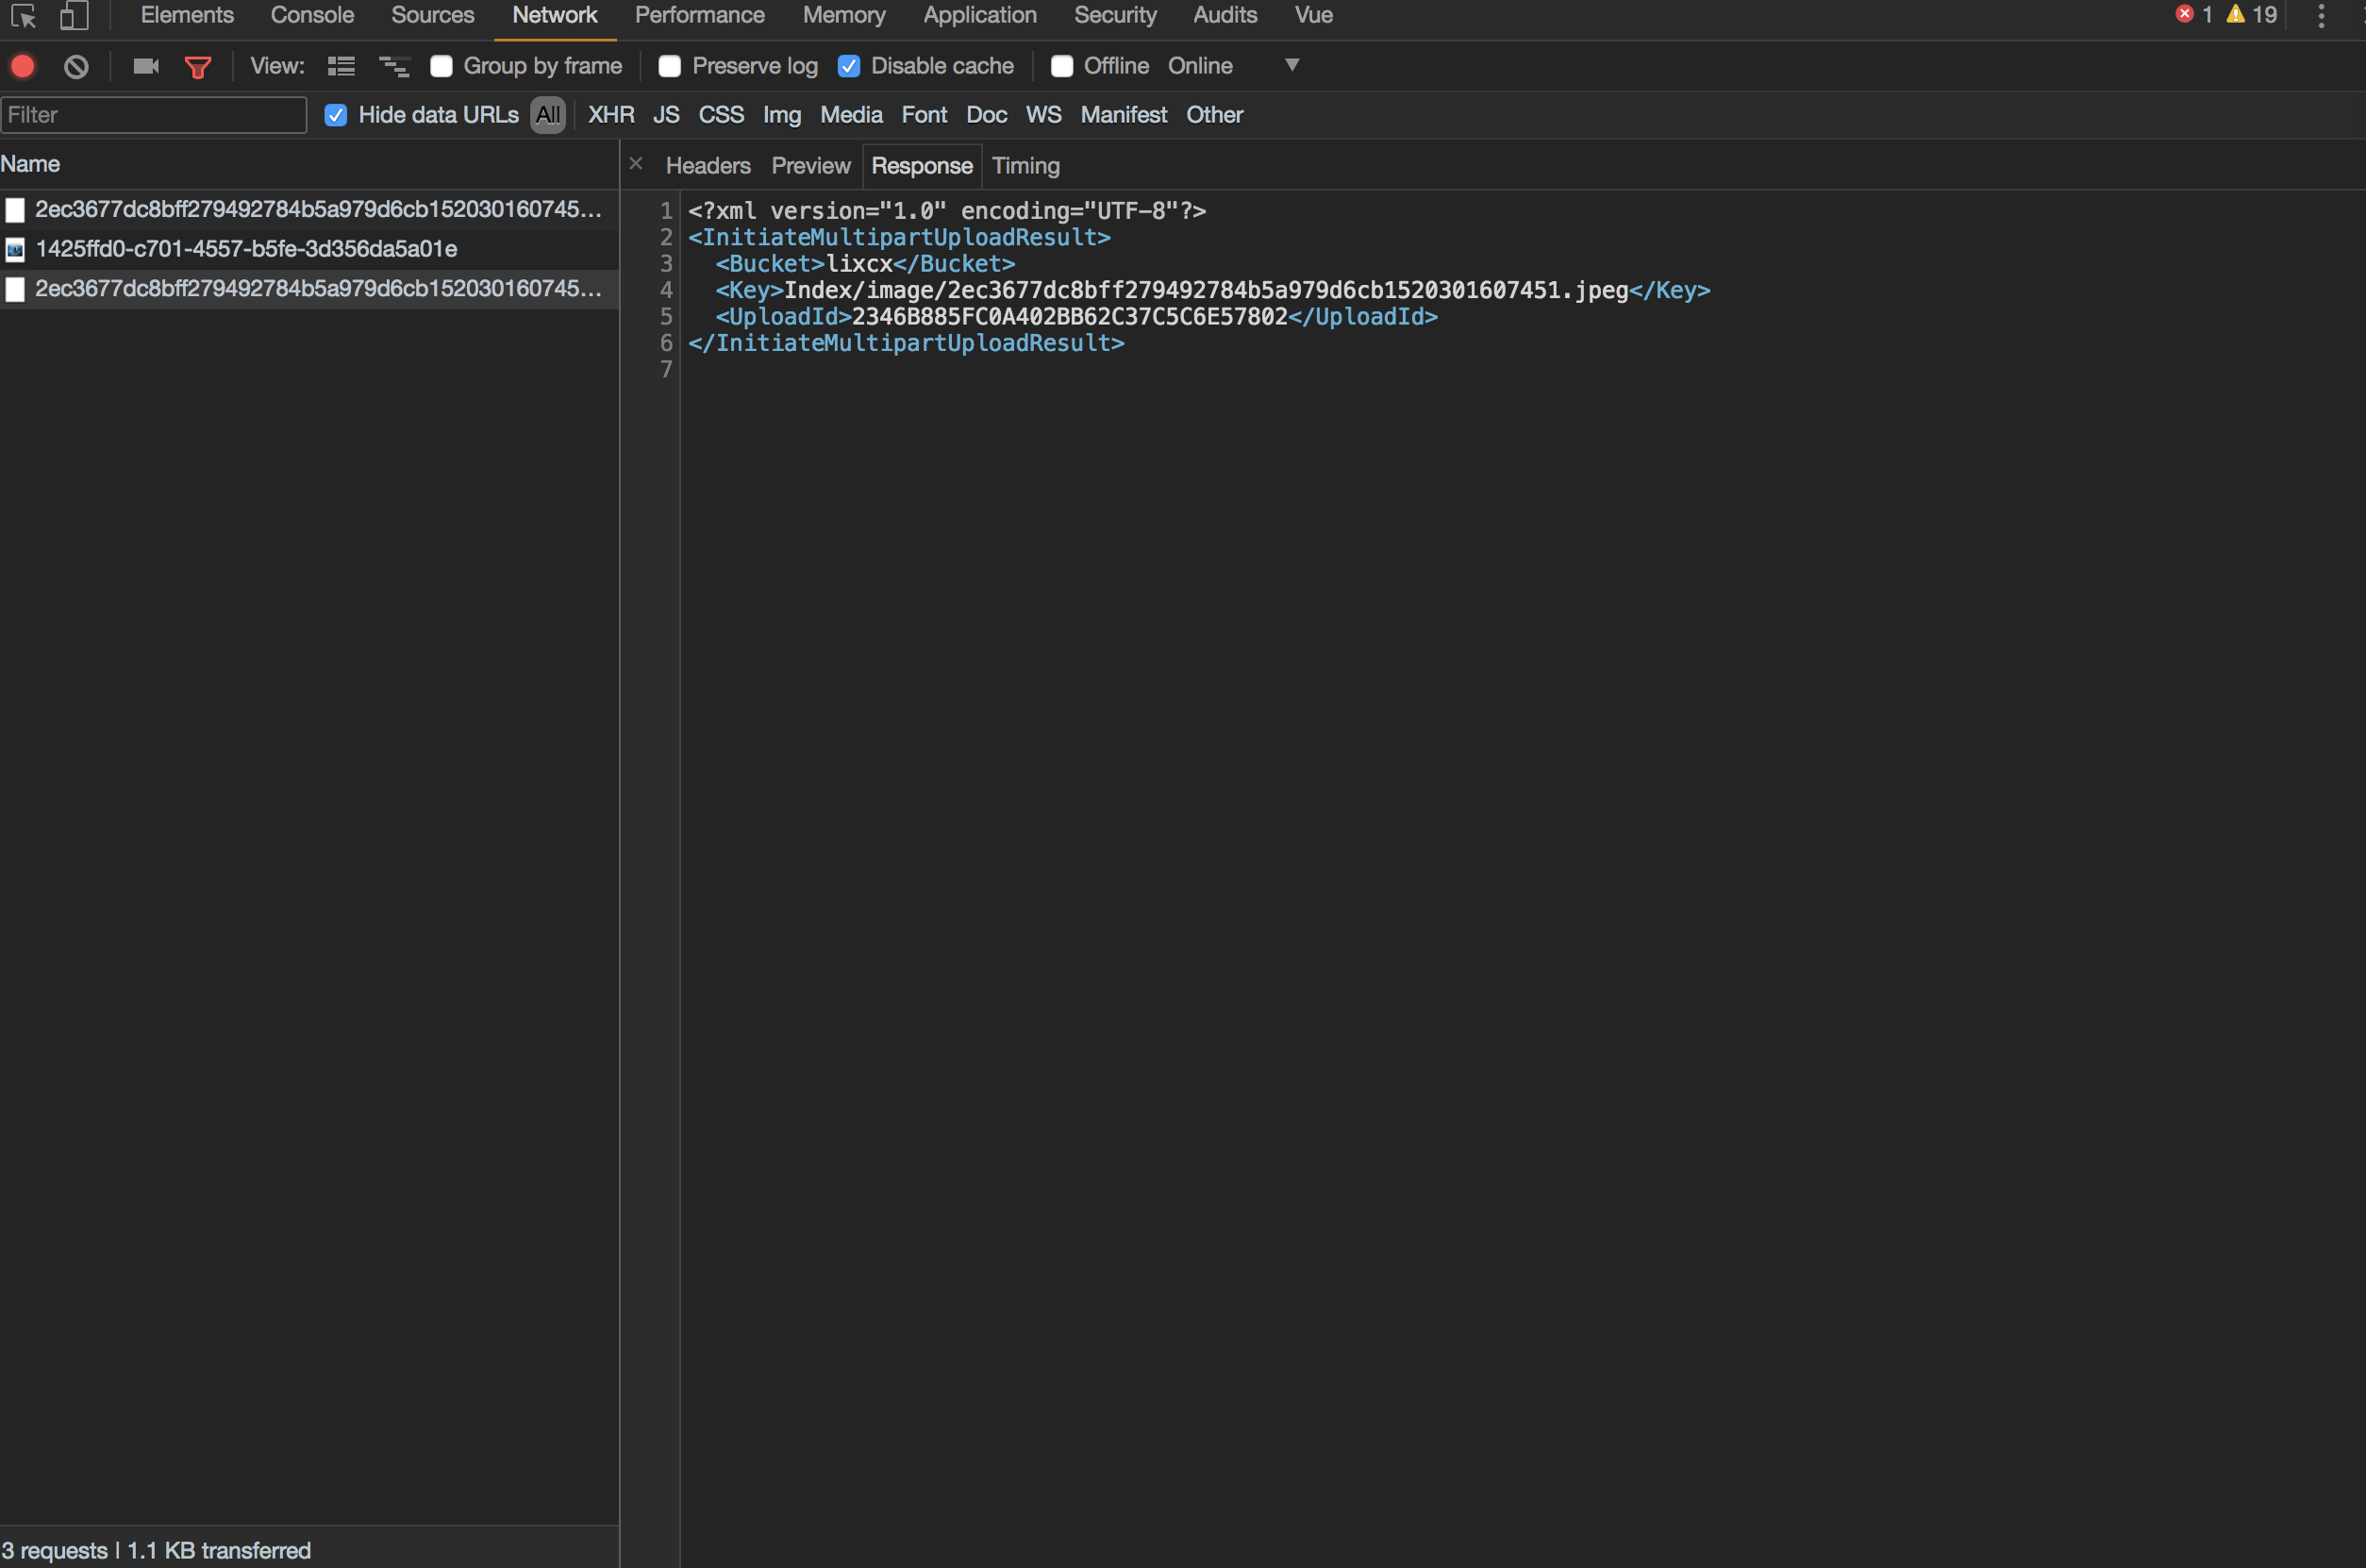 Elements Console Sources Network Performance Memory Application Security Audits Vue 1 19
View: Group by frame Preserve log Disable cache Offline Online
Filter Hide data URLs All XHR JS CSS Img Media Font Doc WS Manifest Other
Name
2ec3677dc8bff279492784b5a979d6cb152030160745...
1425ffd0-c701-4557-b5fe-3d356da5a01e
2ec3677dc8bff279492784b5a979d6cb152030160745...
Headers Preview Response Timing
1 <?xml version="1.0" encoding="UTF-8"?>
2 <InitiateMultipartUploadResult>
3 <Bucket>lixcx</Bucket>
4 <Key>Index/image/2ec3677dc8bff279492784b5a979d6cb1520301607451.jpeg</Key>
5 <UploadId>2346B885FC0A402BB62C37C5C6E57802</UploadId>
6 </InitiateMultipartUploadResult>
7
3 requests | 1.1 KB transferred